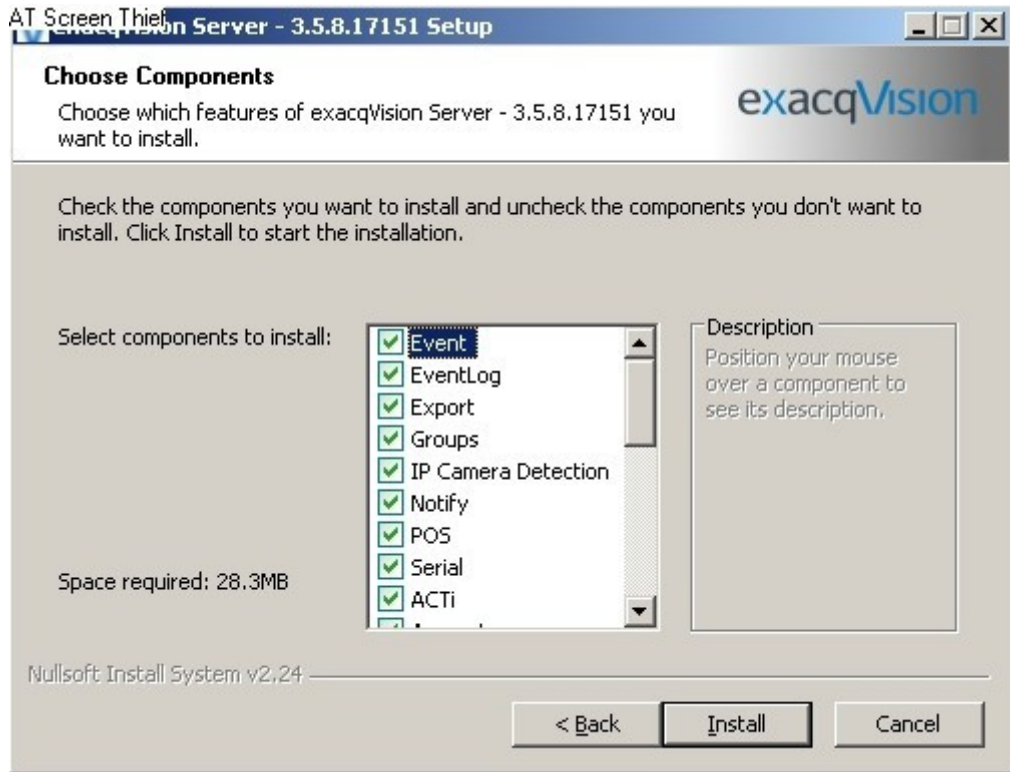 AT Screen Thief
exacqVision Server - 3.5.8.17151 Setup
Choose Components
Choose which features of exacqVision Server - 3.5.8.17151 you
want to install.
exacqVision
Check the components you want to install and uncheck the components you don't want to
install. Click Install to start the installation.
Select components to install:
Event
EventLog
Export
Groups
IP Camera Detection
Notify
POS
Serial
ACTi
Description
Position your mouse
over a component to
see its description.
Space required: 28.3MB
Nullsoft Install System v2.24
< Back
Install
Cancel